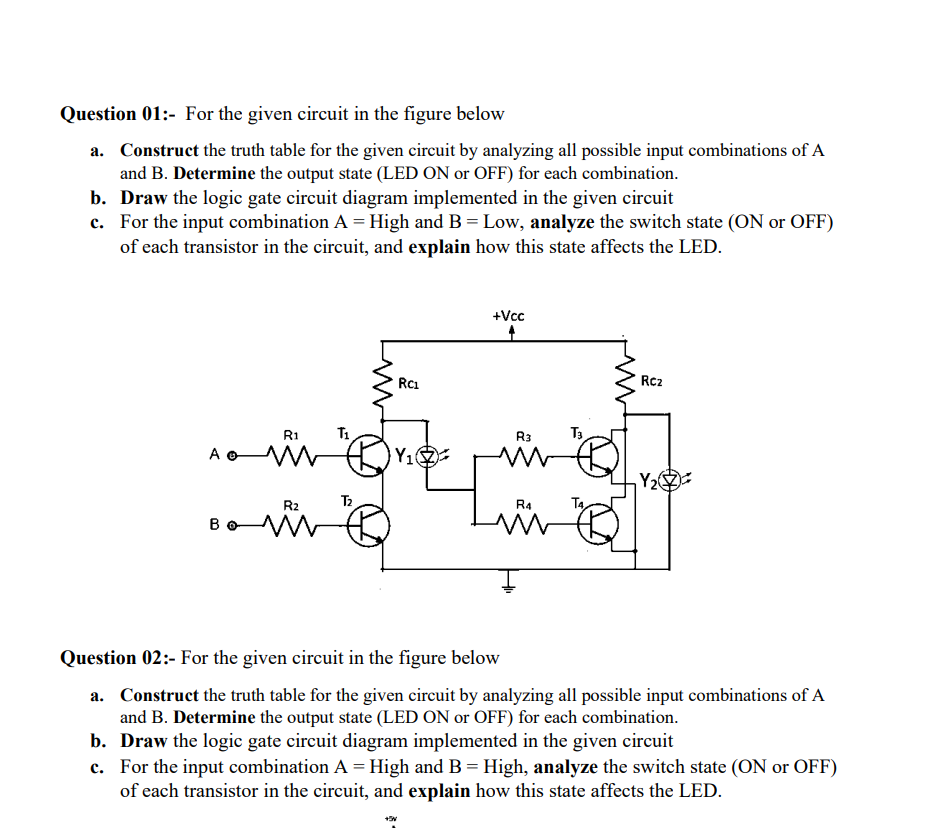 Question 01:- For the given circuit in the figure below
a. Construct the truth table for the given circuit by analyzing all possible input combinations of A
and B. Determine the output state (LED ON or OFF) for each combination.
b. Draw the logic gate circuit diagram implemented in the given circuit
c. For the input combination A = High and B = Low, analyze the switch state (ON or OFF)
of each transistor in the circuit, and explain how this state affects the LED.
+Vcc
Rc1 Rc2
R1 T1 R3 T3
A Y1
Y2
R2 T2 R4 T4
B
Question 02:- For the given circuit in the figure below
a. Construct the truth table for the given circuit by analyzing all possible input combinations of A
and B. Determine the output state (LED ON or OFF) for each combination.
b. Draw the logic gate circuit diagram implemented in the given circuit
c. For the input combination A = High and B = High, analyze the switch state (ON or OFF)
of each transistor in the circuit, and explain how this state affects the LED.
+5V